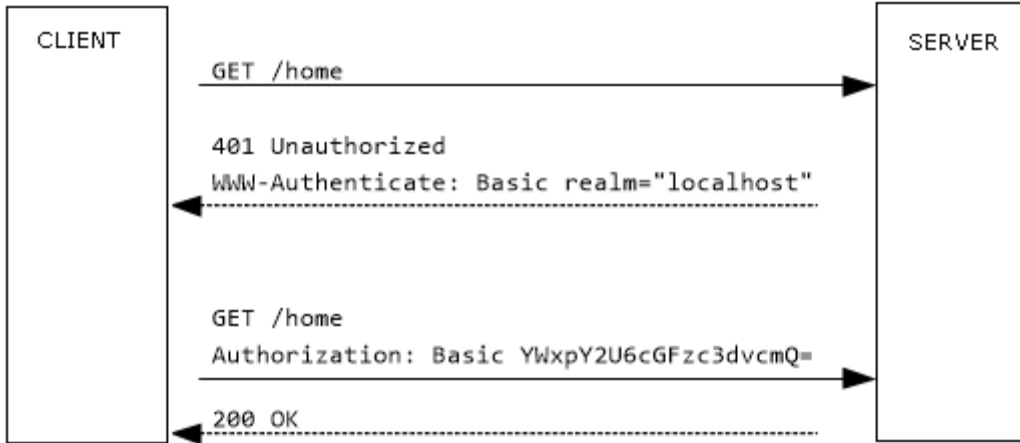 CLIENT
SERVER
GET /home
401 Unauthorized
WWW-Authenticate: Basic realm="localhost"
GET /home
Authorization: Basic YWxpY2U6cGFzc3dvcmQ=
200 OK